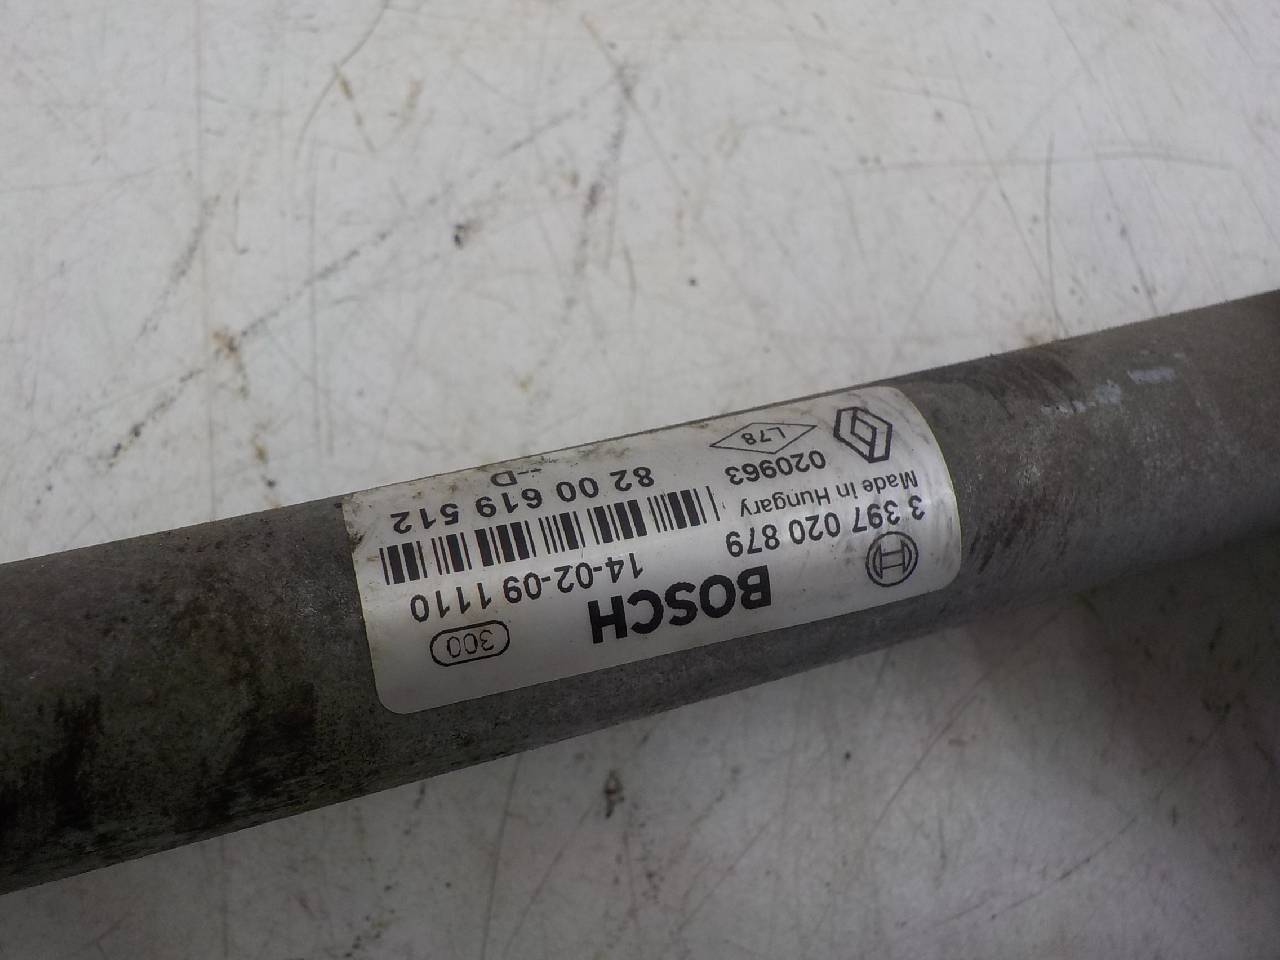 BOSCH
300
3 397 020 879
14-02-09 1110
Made in Hungary
020963
L78
82 00 619 512
--D